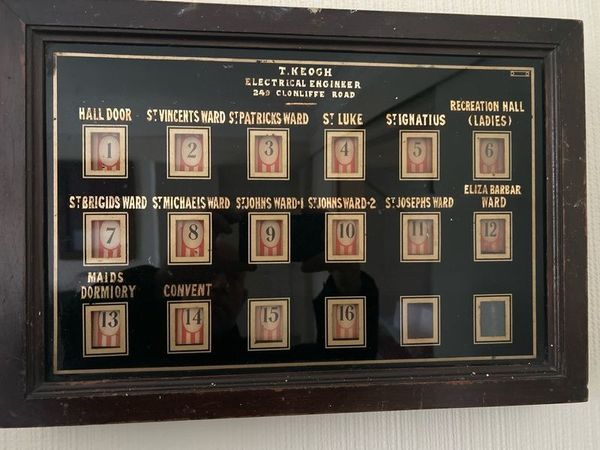 T. KEOGH
ELECTRICAL ENGINEER
249 CLONLIFFE ROAD
HALL DOOR ST VINCENTS WARD ST PATRICKS WARD ST LUKE ST IGNATIUS RECREATION HALL (LADIES)
1 2 3 4 5 6
ST BRIGIDS WARD ST MICHAELS WARD ST JOHNS WARD-1 ST JOHNS WARD-2 ST JOSEPHS WARD ELIZA BARBAR WARD
7 8 9 10 11 12
MAIDS DORMIORY CONVENT
13 14 15 16